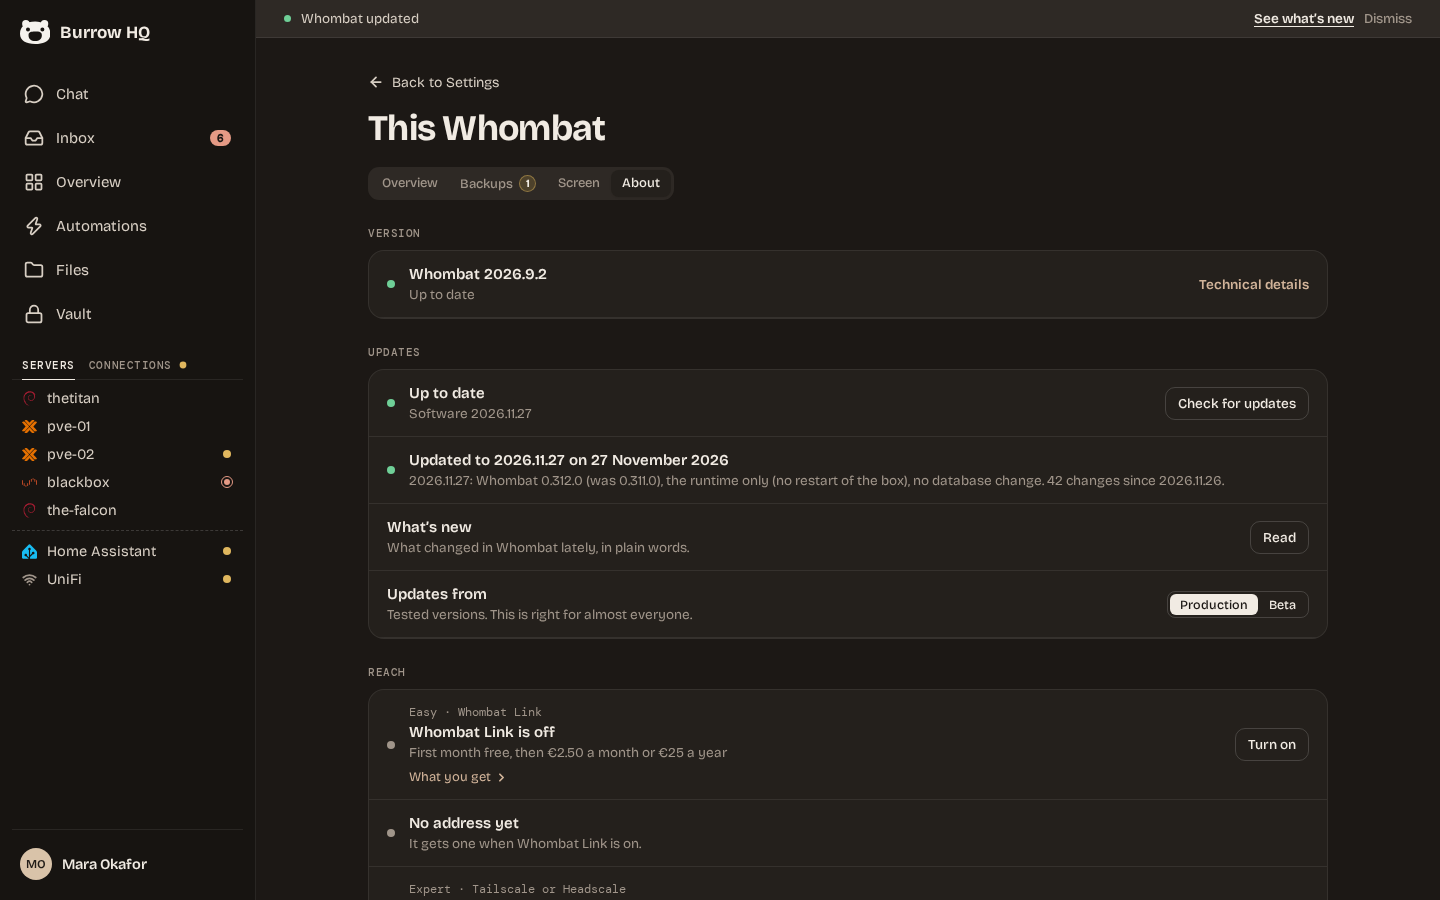 Burrow HQ
Chat
Inbox 6
Overview
Automations
Files
Vault
SERVERS CONNECTIONS
thetitan
pve-01
pve-02
blackbox
the-falcon
Home Assistant
UniFi
MO Mara Okafor
Whombat updated See what's new Dismiss
Back to Settings
This Whombat
Overview Backups 1 Screen About
VERSION
Whombat 2026.9.2
Up to date
Technical details
UPDATES
Up to date
Software 2026.11.27
Check for updates
Updated to 2026.11.27 on 27 November 2026
2026.11.27: Whombat 0.312.0 (was 0.311.0), the runtime only (no restart of the box), no database change. 42 changes since 2026.11.26.
What's new
What changed in Whombat lately, in plain words.
Read
Updates from
Tested versions. This is right for almost everyone.
Production Beta
REACH
Easy · Whombat Link
Whombat Link is off
First month free, then €2.50 a month or €25 a year
What you get
Turn on
No address yet
It gets one when Whombat Link is on.
Expert · Tailscale or Headscale